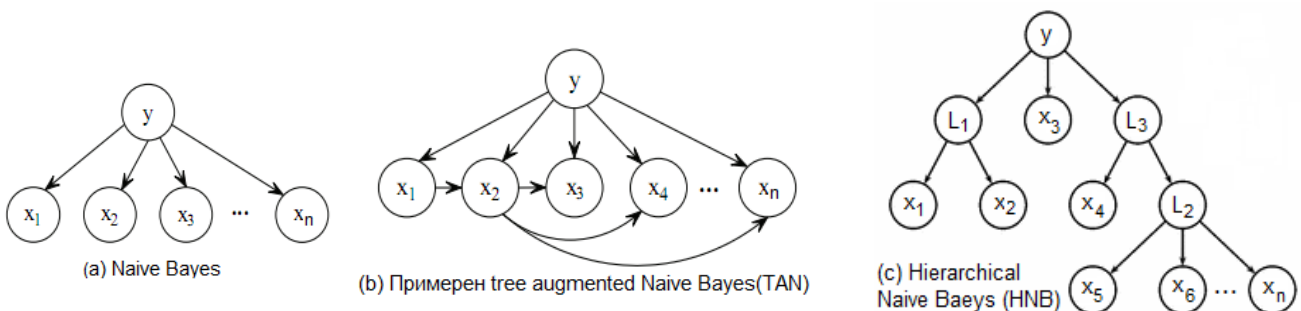 y
x1 x2 x3 ... xn
(a) Naive Bayes
y
x1 x2 x3 x4 ... xn
(b) Примерен tree augmented Naive Bayes(TAN)
y
L1 x3 L3
x1 x2 x4 L2
x5 x6 ... xn
(c) Hierarchical
Naive Baeys (HNB)